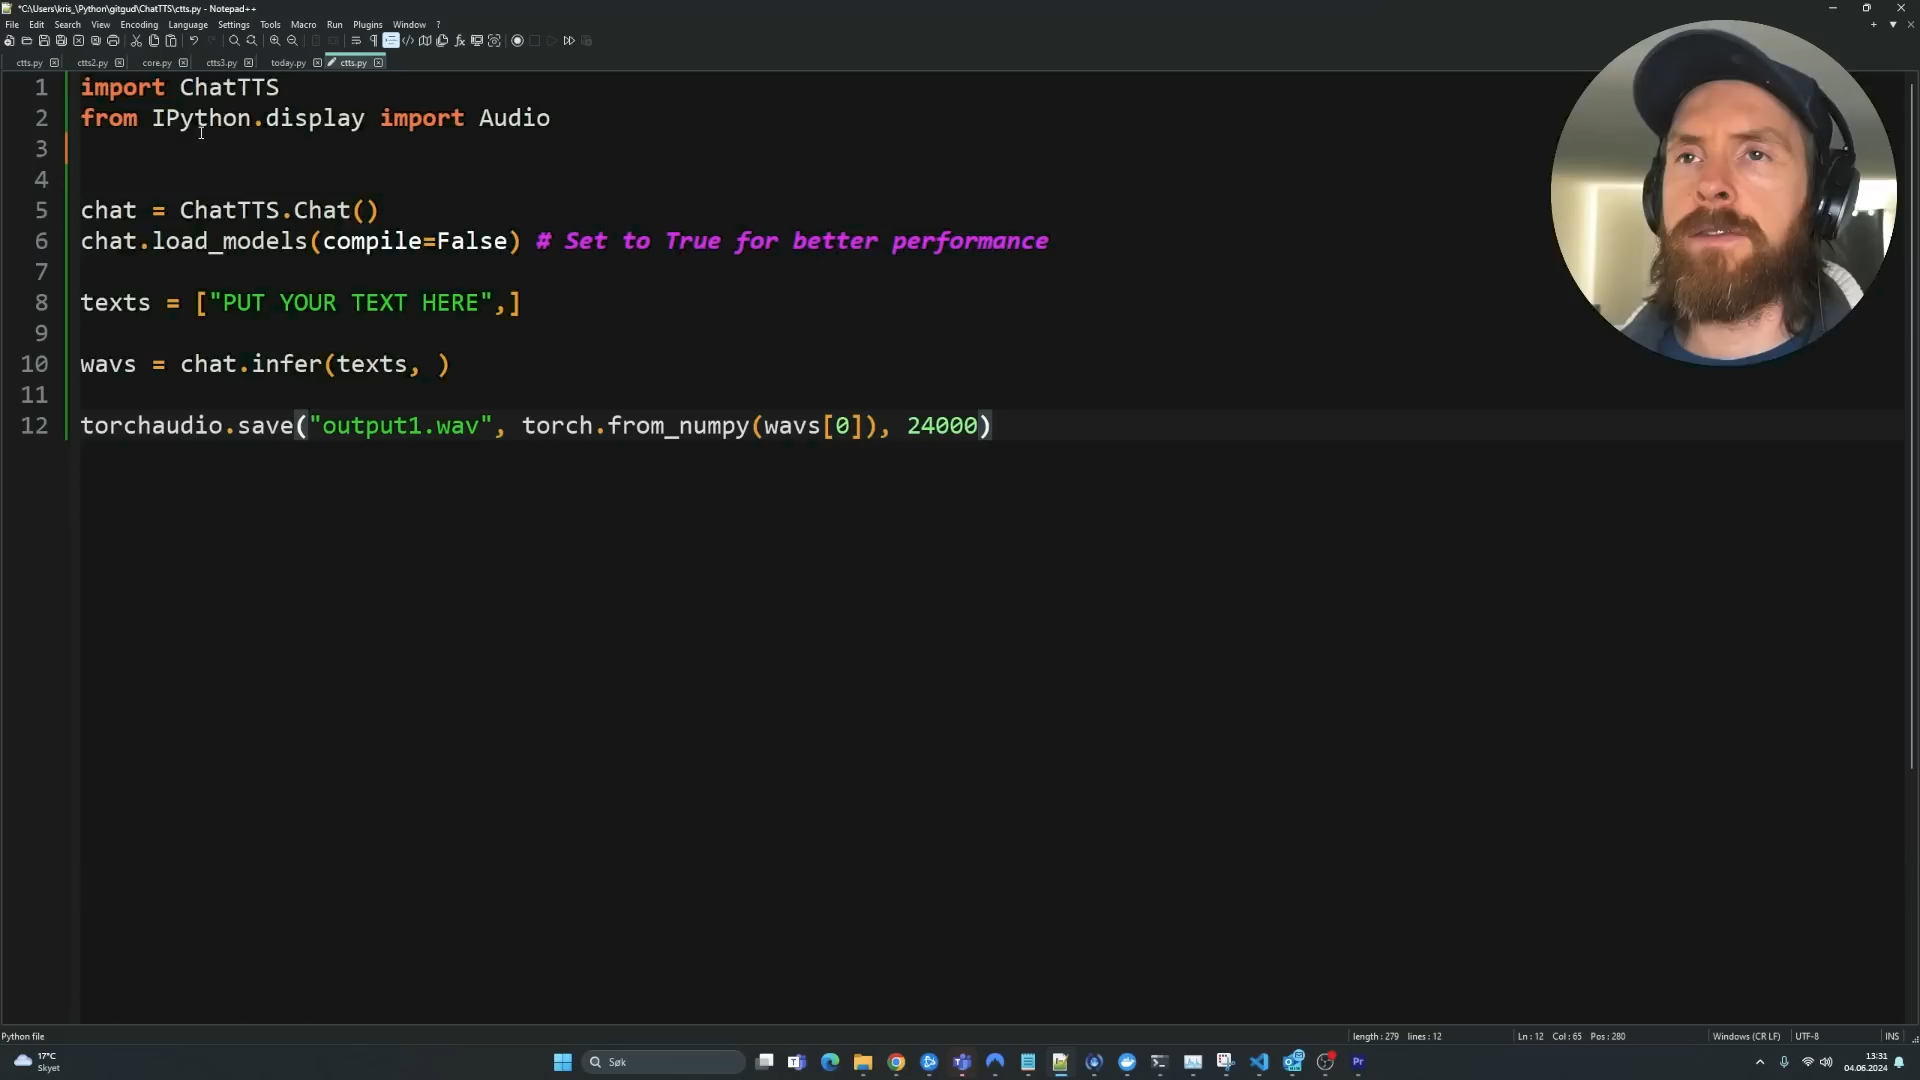 *C:\Users\kris_\Python\gitgud\ChatTTS\ctts.py - Notepad++
File Edit Search View Encoding Language Settings Tools Macro Run Plugins Window ?
ctts.py ctts2.py core.py ctts3.py today.py ctts.py
1 import ChatTTS
2 from IPython.display import Audio
3
4
5 chat = ChatTTS.Chat()
6 chat.load_models(compile=False) # Set to True for better performance
7
8 texts = ["PUT YOUR TEXT HERE",]
9
10 wavs = chat.infer(texts, )
11
12 torchaudio.save("output1.wav", torch.from_numpy(wavs[0]), 24000)
Python file length : 279 lines : 12 Ln : 12 Col : 65 Pos : 280 Windows (CR LF) UTF-8 INS
17°C
Skyet
Søk
Pr
13:31
04.06.2024